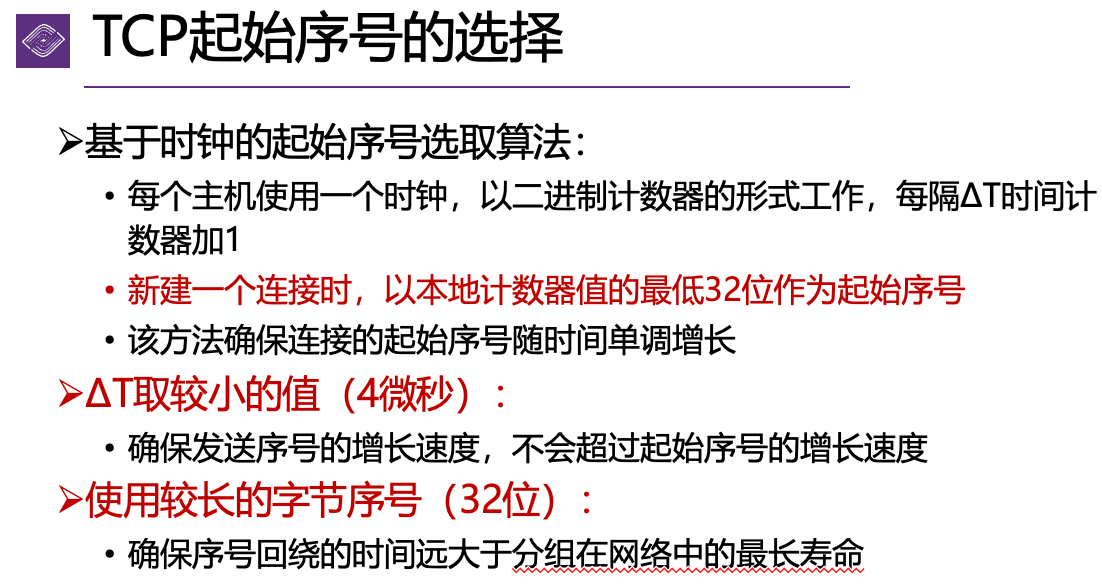 TCP起始序号的选择
➢基于时钟的起始序号选取算法：
• 每个主机使用一个时钟，以二进制计数器的形式工作，每隔ΔT时间计
数器加1
• 新建一个连接时，以本地计数器值的最低32位作为起始序号
• 该方法确保连接的起始序号随时间单调增长
➢ΔT取较小的值（4微秒）：
• 确保发送序号的增长速度，不会超过起始序号的增长速度
➢使用较长的字节序号（32位）：
• 确保序号回绕的时间远大于分组在网络中的最长寿命